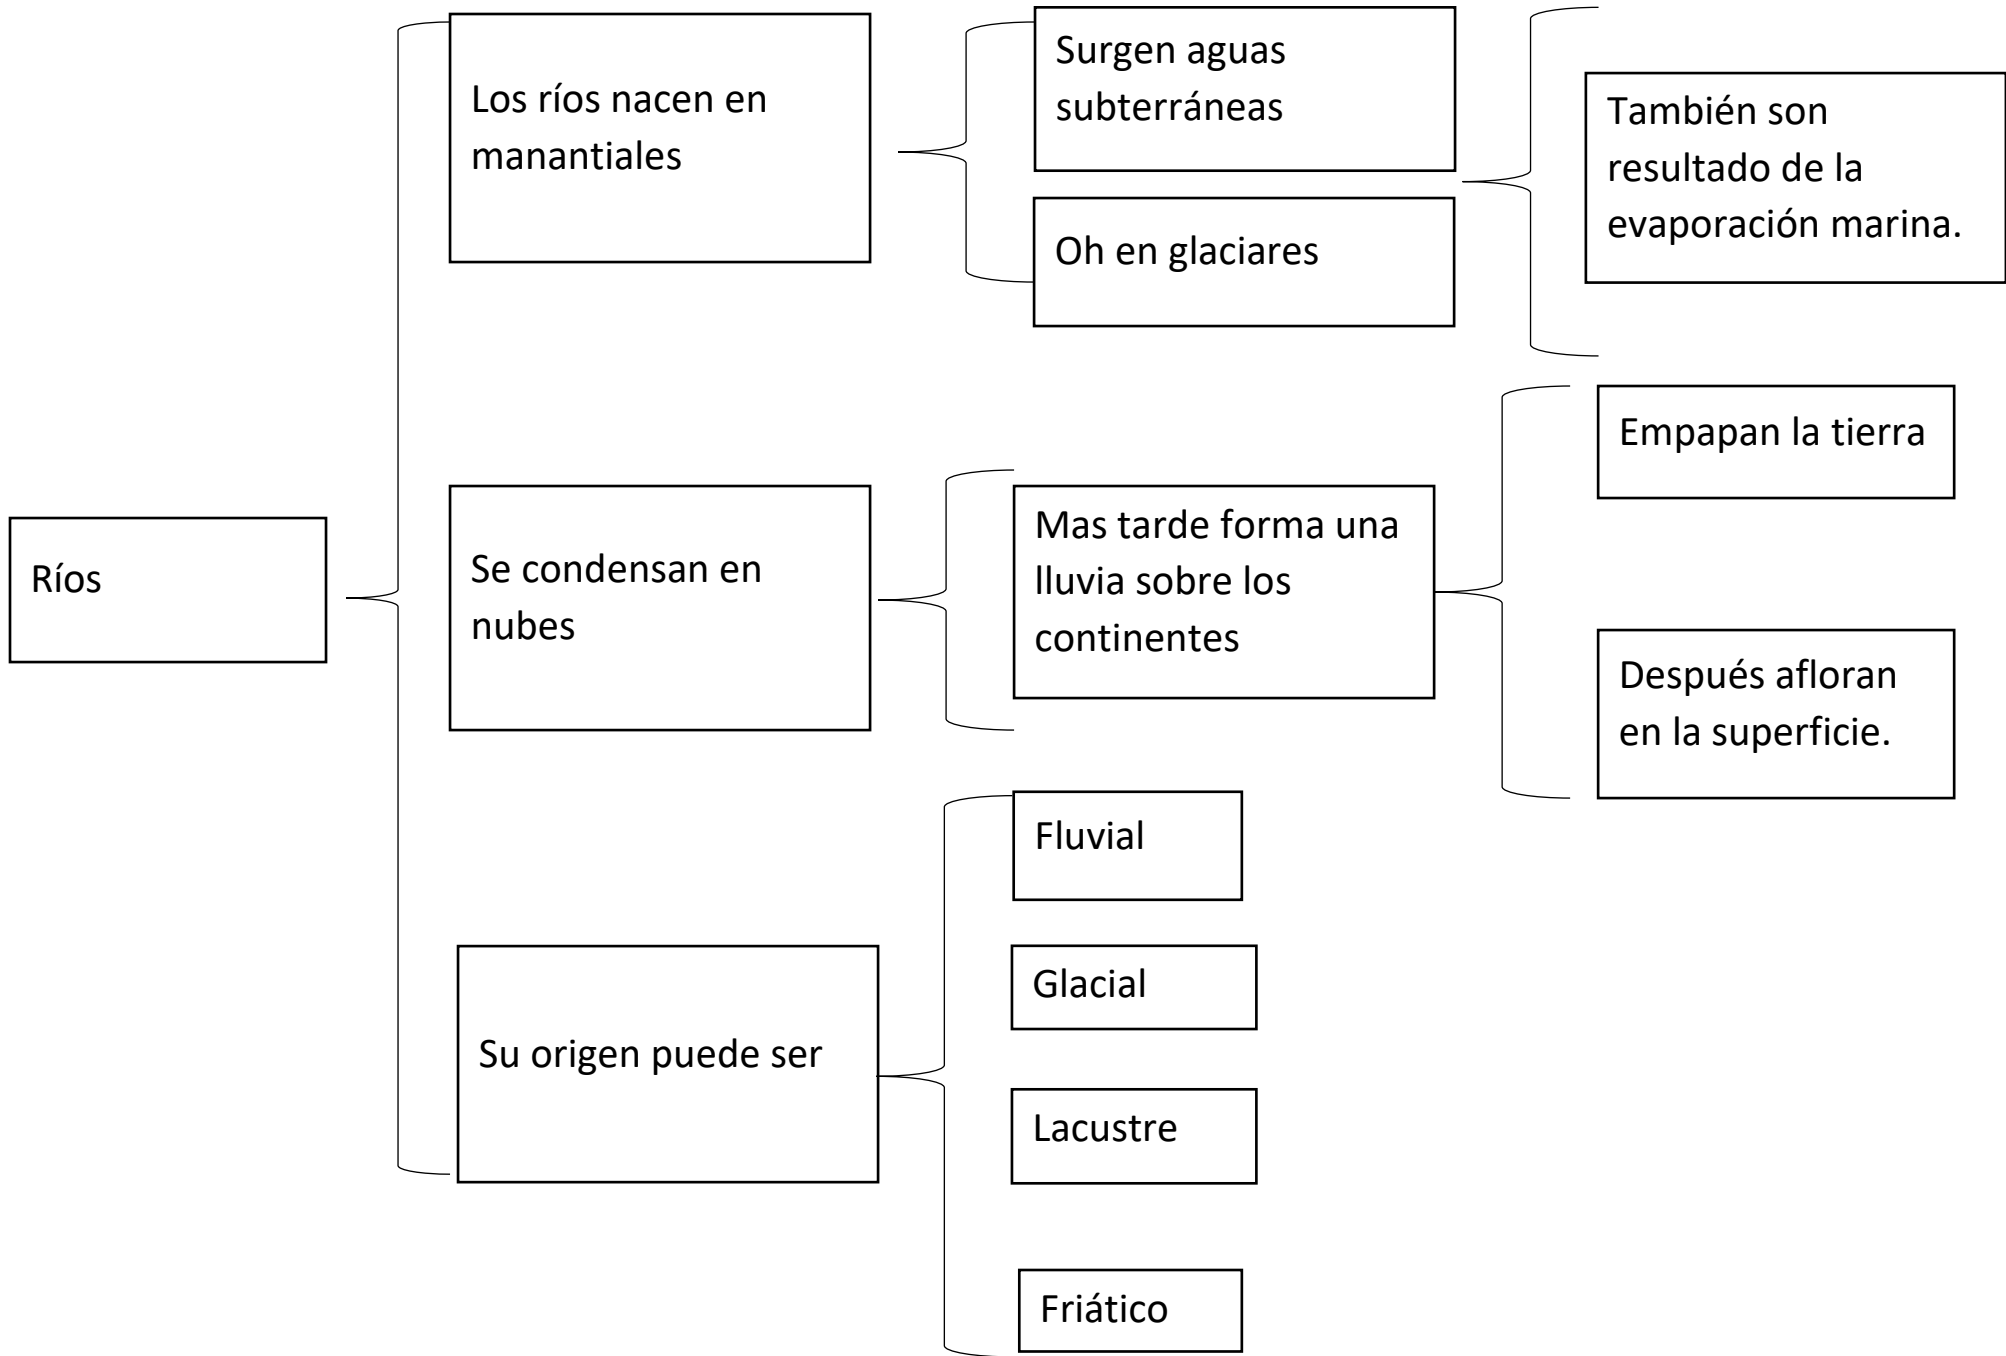 Ríos
Los ríos nacen en
manantiales
Surgen aguas
subterráneas
Oh en glaciares
También son
resultado de la
evaporación marina.
Se condensan en
nubes
Mas tarde forma una
lluvia sobre los
continentes
Empapan la tierra
Después afloran
en la superficie.
Su origen puede ser
Fluvial
Glacial
Lacustre
Friático